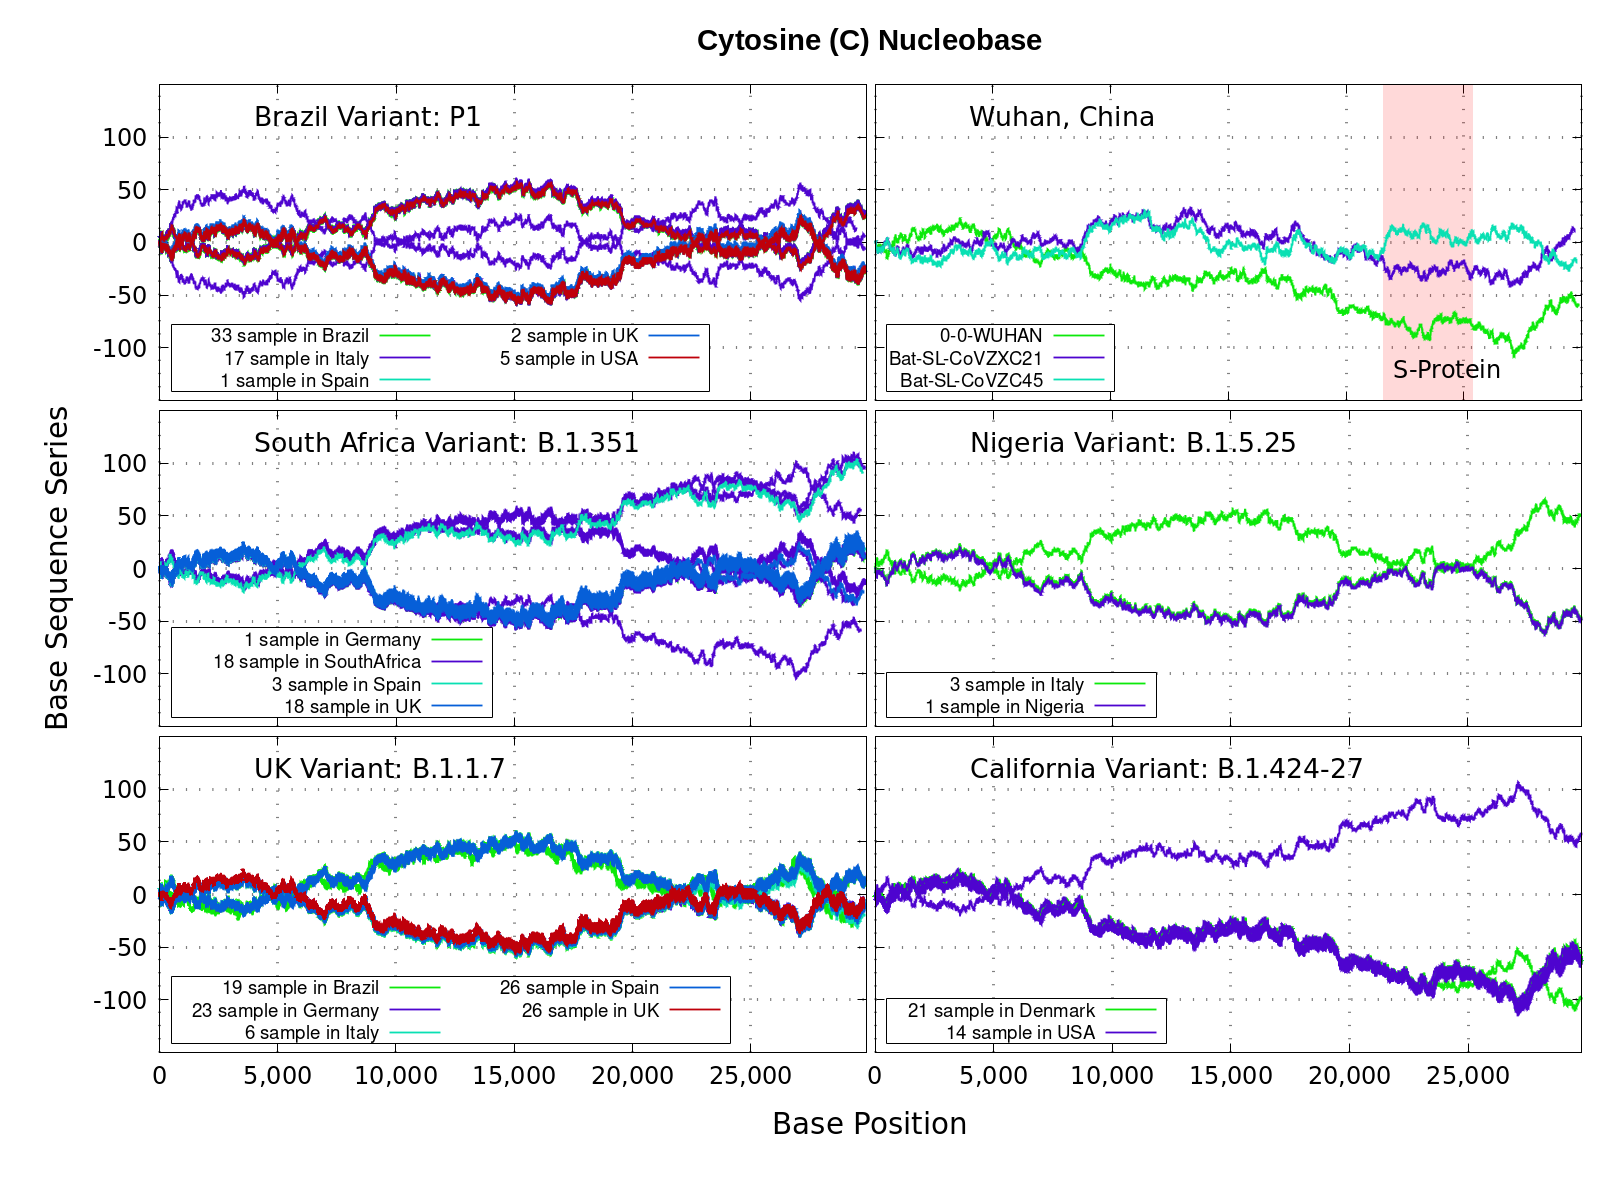 Cytosine (C) Nucleobase
Base Sequence Series
Brazil Variant: P1
100
50
0
-50
-100
33 sample in Brazil
17 sample in Italy
1 sample in Spain
2 sample in UK
5 sample in USA
Wuhan, China
0-0-WUHAN
Bat-SL-CoVZXC21
Bat-SL-CoVZC45
S-Protein
South Africa Variant: B.1.351
100
50
0
-50
-100
1 sample in Germany
18 sample in SouthAfrica
3 sample in Spain
18 sample in UK
Nigeria Variant: B.1.5.25
3 sample in Italy
1 sample in Nigeria
UK Variant: B.1.1.7
100
50
0
-50
-100
19 sample in Brazil
23 sample in Germany
6 sample in Italy
26 sample in Spain
26 sample in UK
California Variant: B.1.424-27
21 sample in Denmark
14 sample in USA
0 5,000 10,000 15,000 20,000 25,000
0 5,000 10,000 15,000 20,000 25,000
Base Position